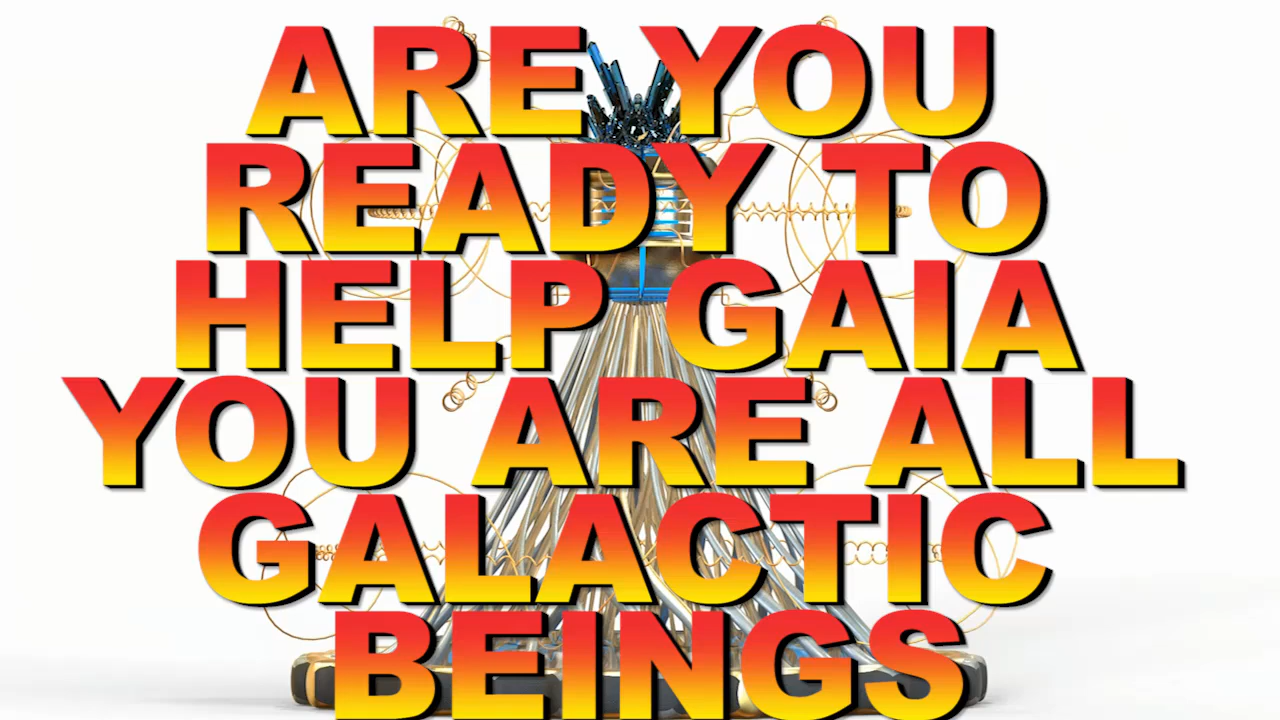 ARE YOU
READY TO
HELP GAIA
YOU ARE ALL
GALACTIC
BEINGS